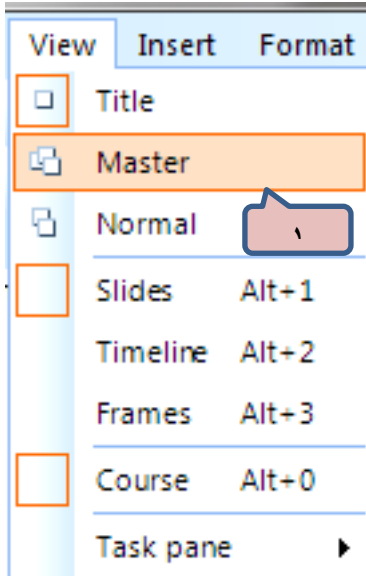 View Insert Format
Title
Master
Normal
١
Slides Alt+1
Timeline Alt+2
Frames Alt+3
Course Alt+0
Task pane